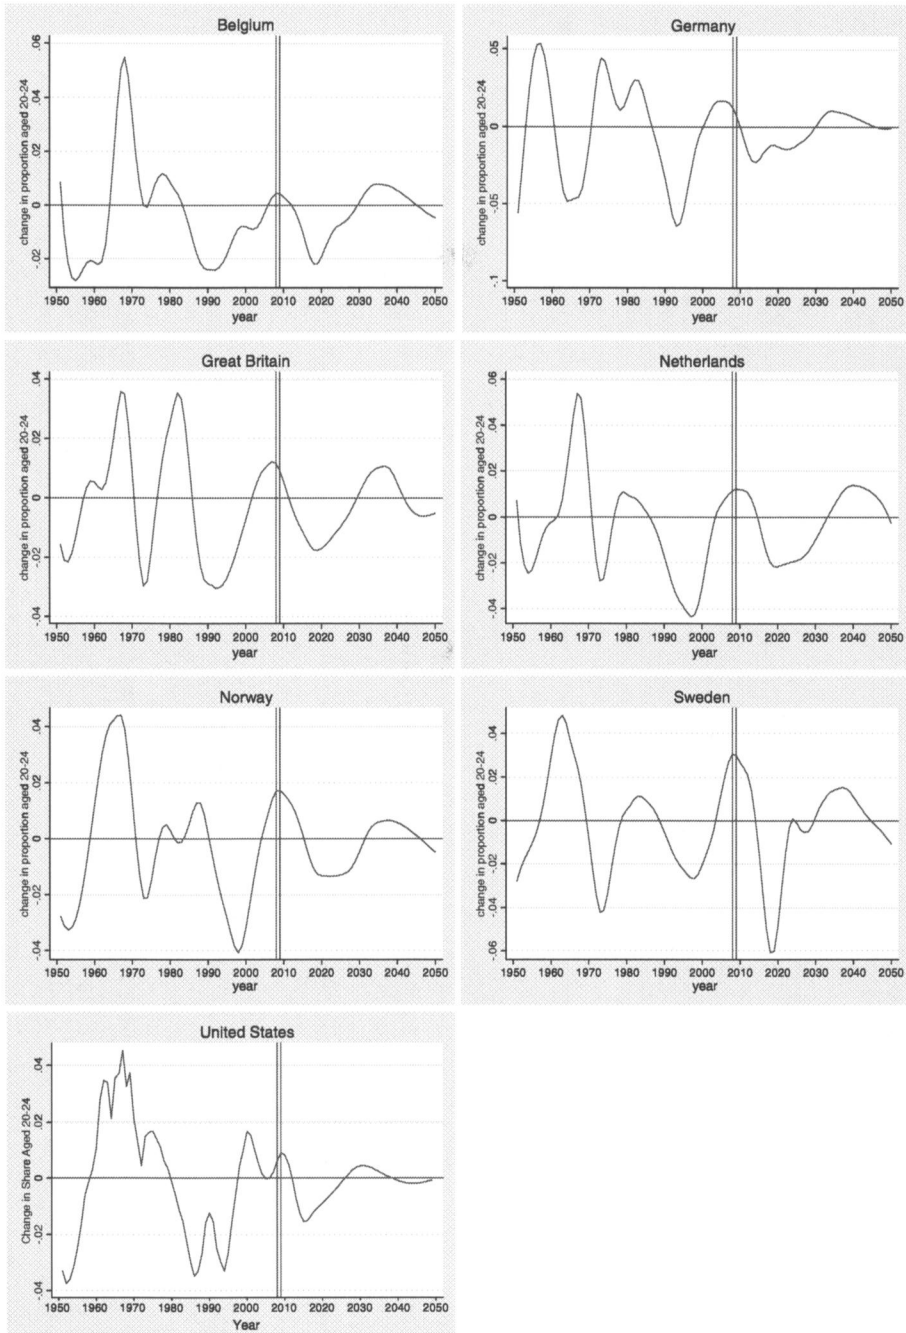 Belgium
change in proportion aged 20-24
.06
.04
.02
0
-.02
1950 1960 1970 1980 1990 2000 2010 2020 2030 2040 2050
year
Germany
change in proportion aged 20-24
.05
0
-.05
-.1
1950 1960 1970 1980 1990 2000 2010 2020 2030 2040 2050
year
Great Britain
change in proportion aged 20-24
.04
.02
0
-.02
-.04
1950 1960 1970 1980 1990 2000 2010 2020 2030 2040 2050
year
Netherlands
change in proportion aged 20-24
.06
.04
.02
0
-.02
-.04
1950 1960 1970 1980 1990 2000 2010 2020 2030 2040 2050
year
Norway
change in proportion aged 20-24
.04
.02
0
-.02
-.04
1950 1960 1970 1980 1990 2000 2010 2020 2030 2040 2050
year
Sweden
change in proportion aged 20-24
.04
.02
0
-.02
-.04
-.06
1950 1960 1970 1980 1990 2000 2010 2020 2030 2040 2050
year
United States
Change in Share Aged 20-24
.04
.02
0
-.02
-.04
1950 1960 1970 1980 1990 2000 2010 2020 2030 2040 2050
Year